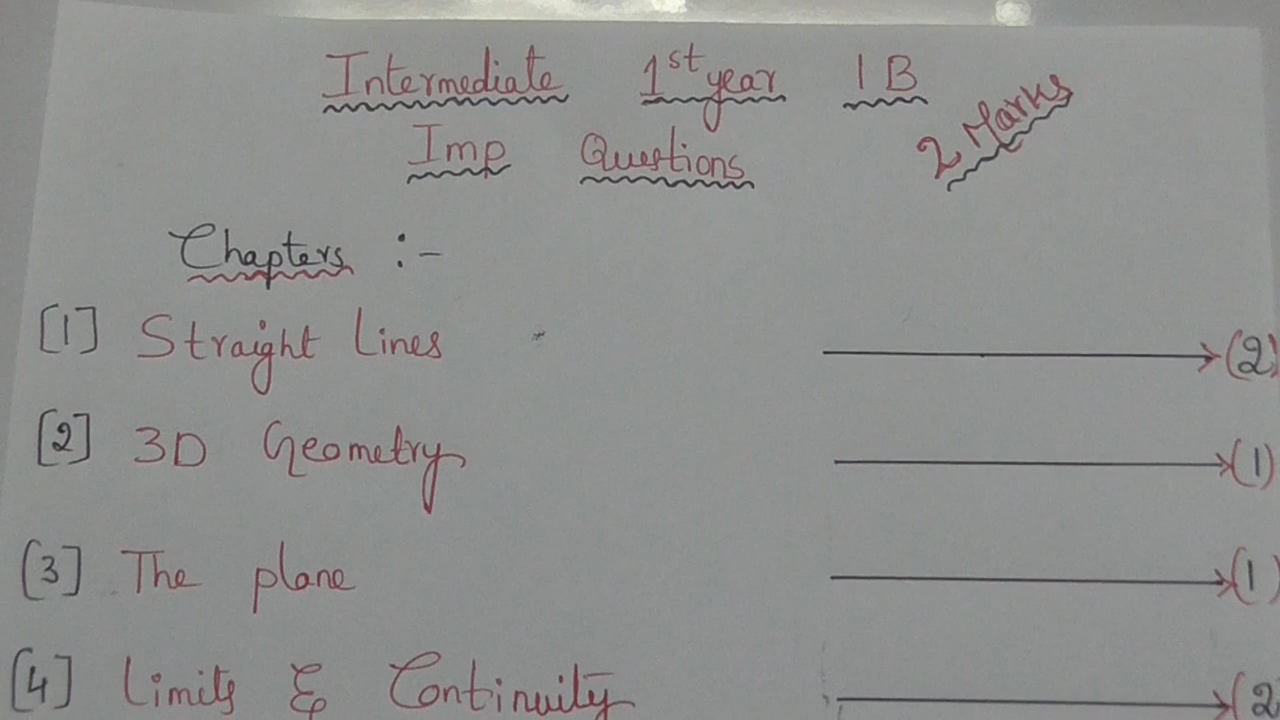 Intermediate 1st year IB
2 Marks
Imp Questions
Chapters :-
[1] Straight Lines → (2)
[2] 3D Geometry → (1)
[3] The plane → (1)
[4] Limits & Continuity → (2